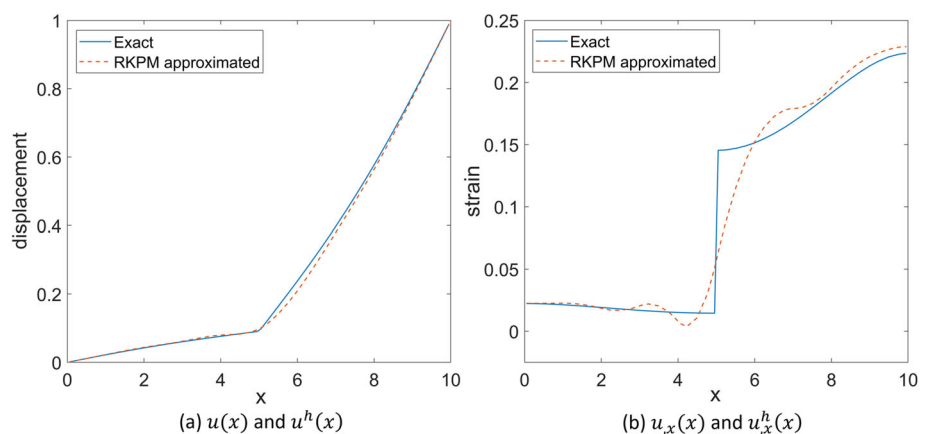 1
0.8
0.6
0.4
0.2
0
displacement
Exact
RKPM approximated
0 2 4 6 8 10
x
(a) u(x) and uʰ(x)
0.25
0.2
0.15
0.1
0.05
0
strain
Exact
RKPM approximated
0 2 4 6 8 10
x
(b) u,ₓ(x) and uʰ,ₓ(x)